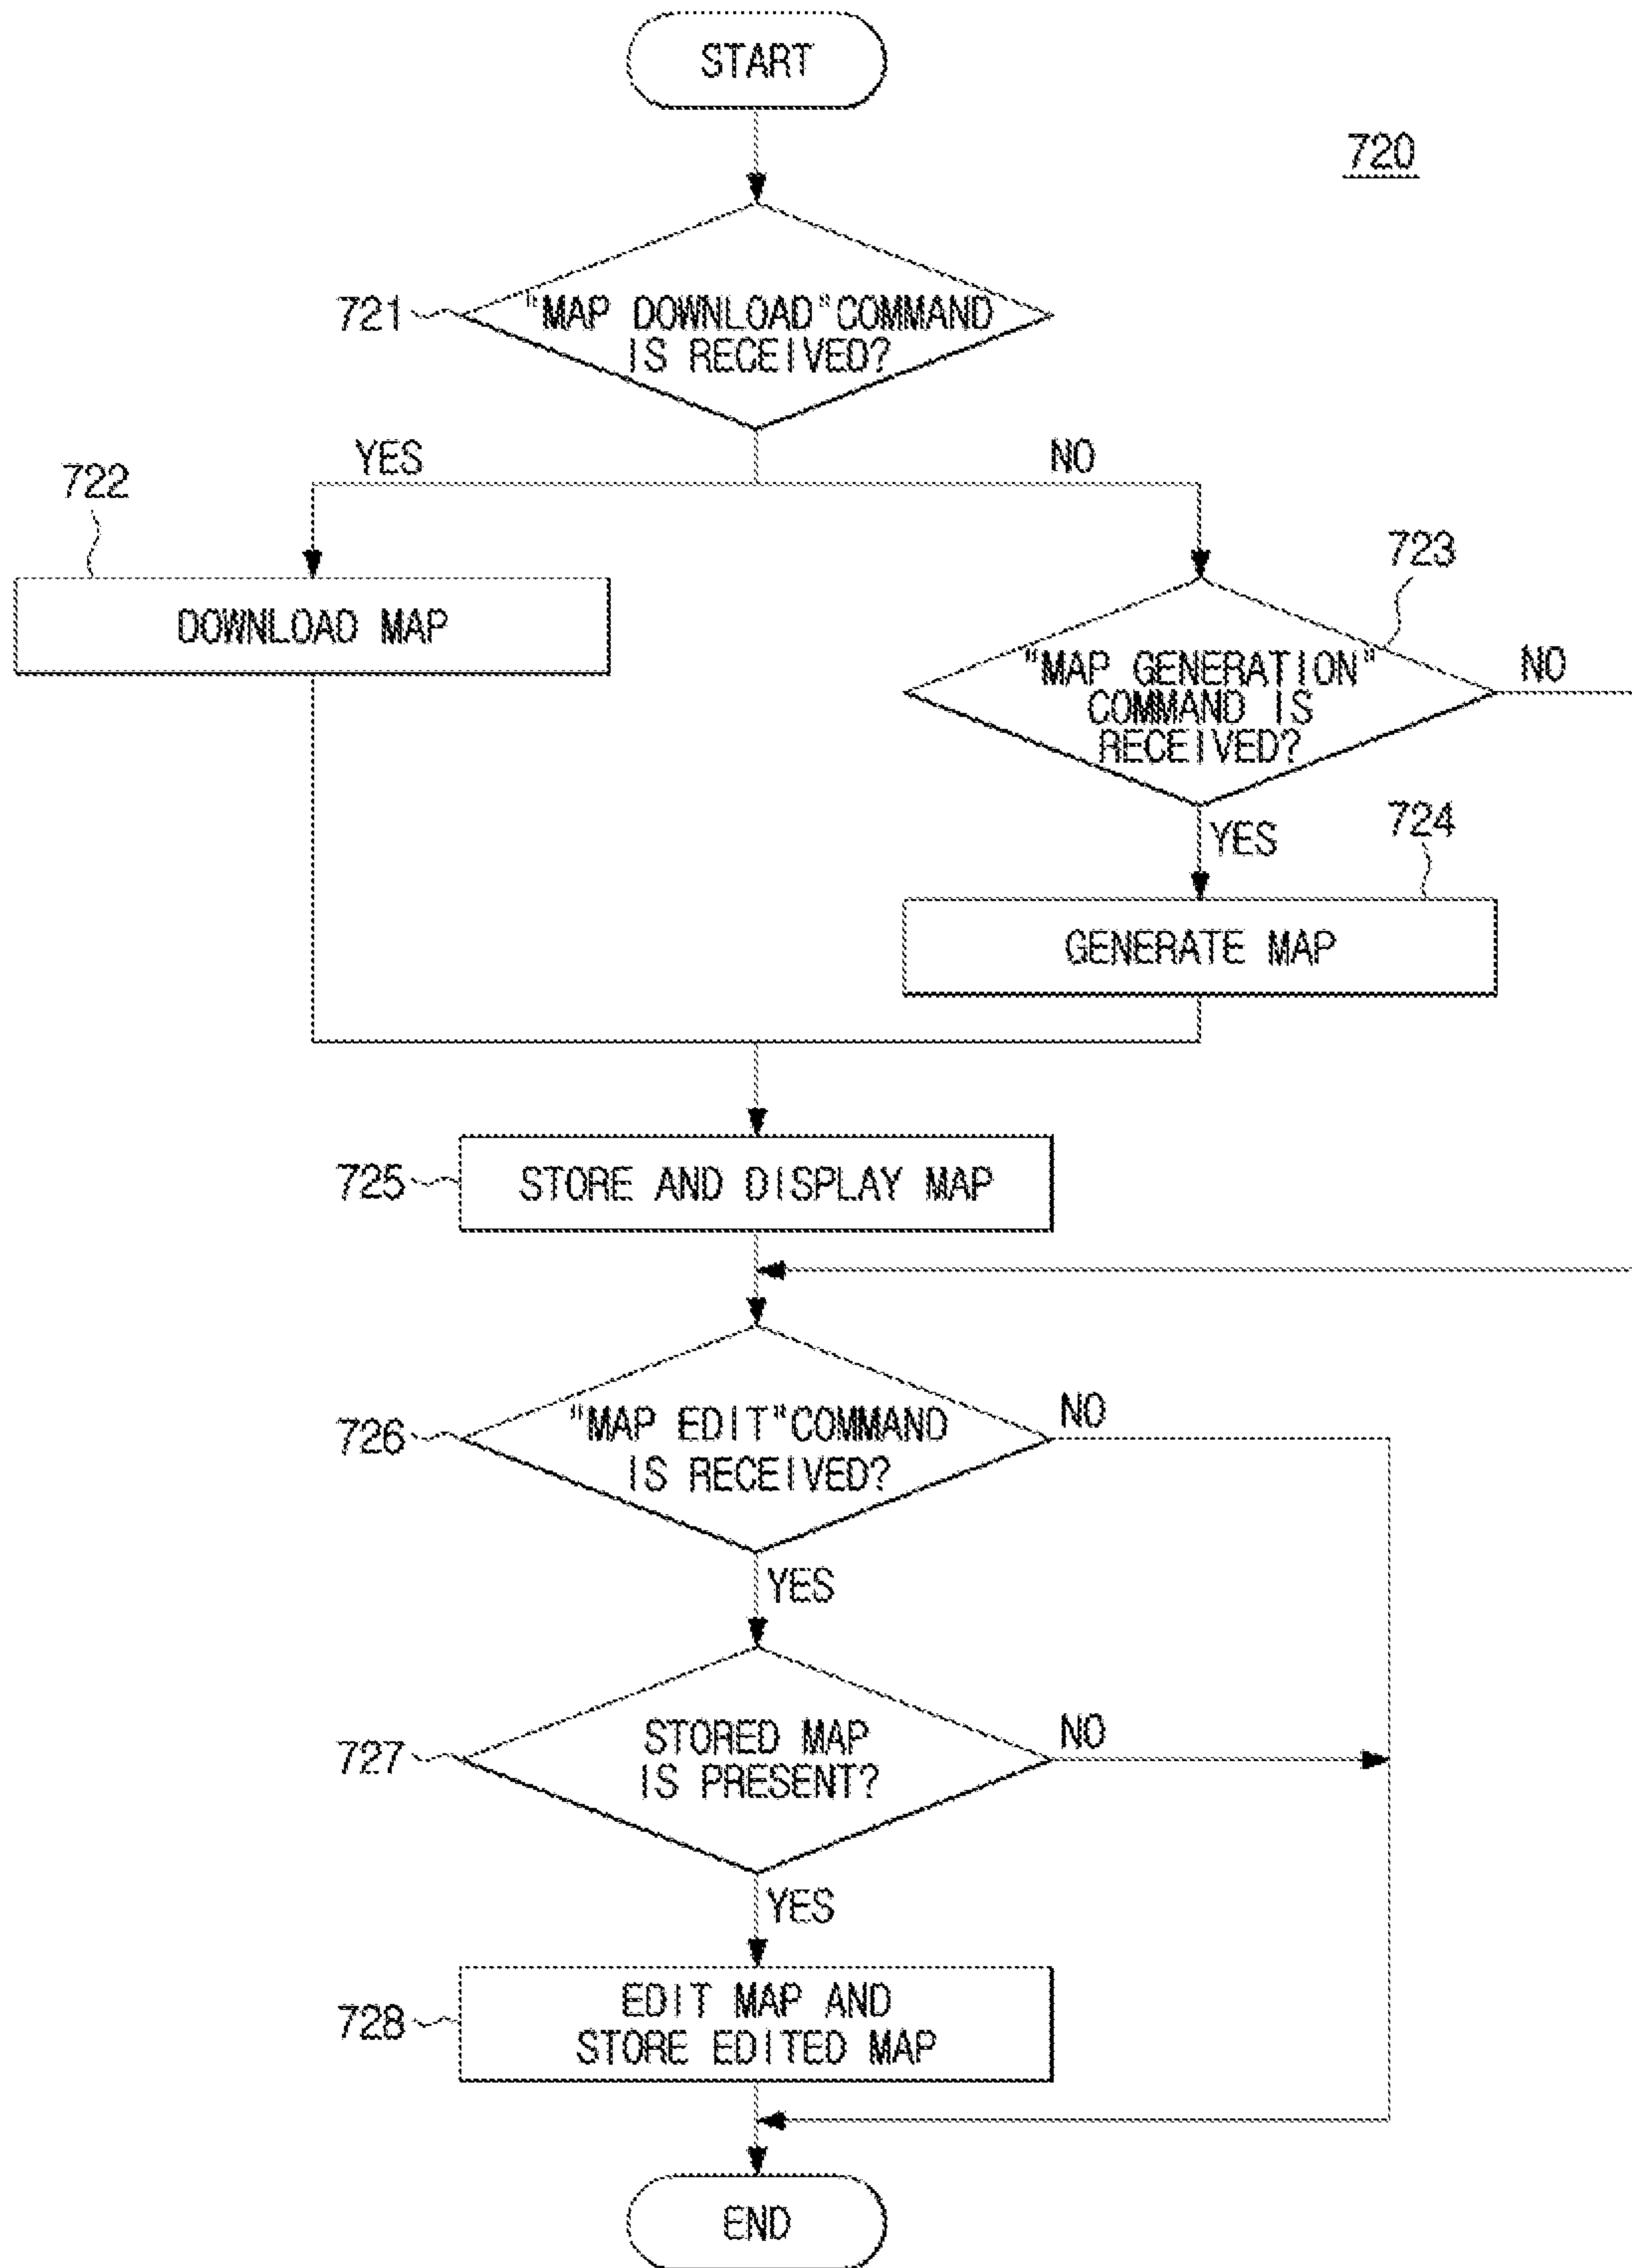 START
720
721
"MAP DOWNLOAD"COMMAND
IS RECEIVED?
YES
NO
722
DOWNLOAD MAP
723
"MAP GENERATION"
COMMAND IS
RECEIVED?
NO
YES
724
GENERATE MAP
725
STORE AND DISPLAY MAP
726
"MAP EDIT"COMMAND
IS RECEIVED?
NO
YES
727
STORED MAP
IS PRESENT?
NO
YES
728
EDIT MAP AND
STORE EDITED MAP
END